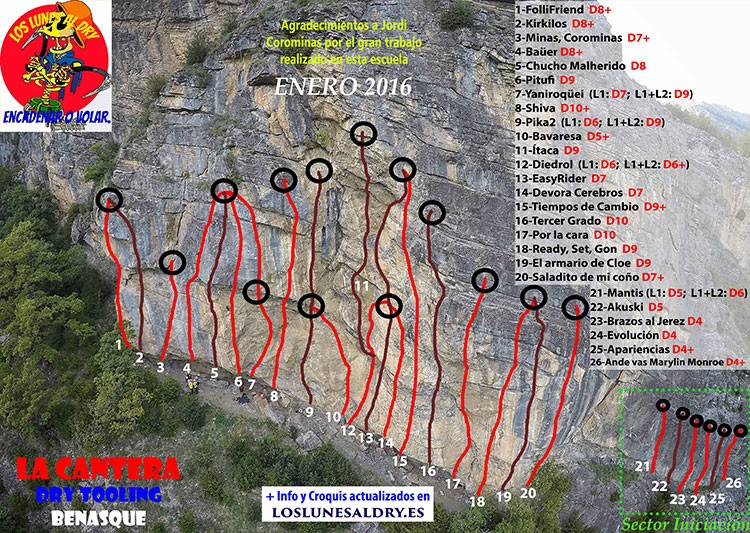 LOS LUNES AL DRY
ENCADENAR O VOLAR.
Agradecimientos a Jordi
Corominas por el gran trabajo
realizado en esta escuela
ENERO 2016
1-FolliFriend D8+
2-Kirkilos D8+
3-Minas, Corominas D7+
4-Baüer D8+
5-Chucho Malherido D8
6-Pitufi D9
7-Yaniroqüei (L1: D7; L1+L2: D9)
8-Shiva D10+
9-Pika2 (L1: D6; L1+L2: D9)
10-Bavaresa D5+
11-Ítaca D9
12-Diedrol (L1: D6; L1+L2: D6+)
13-EasyRider D7
14-Devora Cerebros D7
15-Tiempos de Cambio D9+
16-Tercer Grado D10
17-Por la cara D10
18-Ready, Set, Gon D9
19-El armario de Cloe D9
20-Saladito de mi coño D7+
21-Mantis (L1: D5; L1+L2: D6)
22-Akuski D5
23-Brazos al Jerez D4
24-Evolución D4
25-Apariencias D4+
26-Ande vas Marylin Monroe D4+
1
2
3
4
5
6
7
8
9
10
11
12
13
14
15
16
17
18
19
20
21
22
23
24
25
26
Sector Iniciación
LA CANTERA
DRY TOOLING
BENASQUE
+ Info y Croquis actualizados en
LOSLUNESALDRY.ES